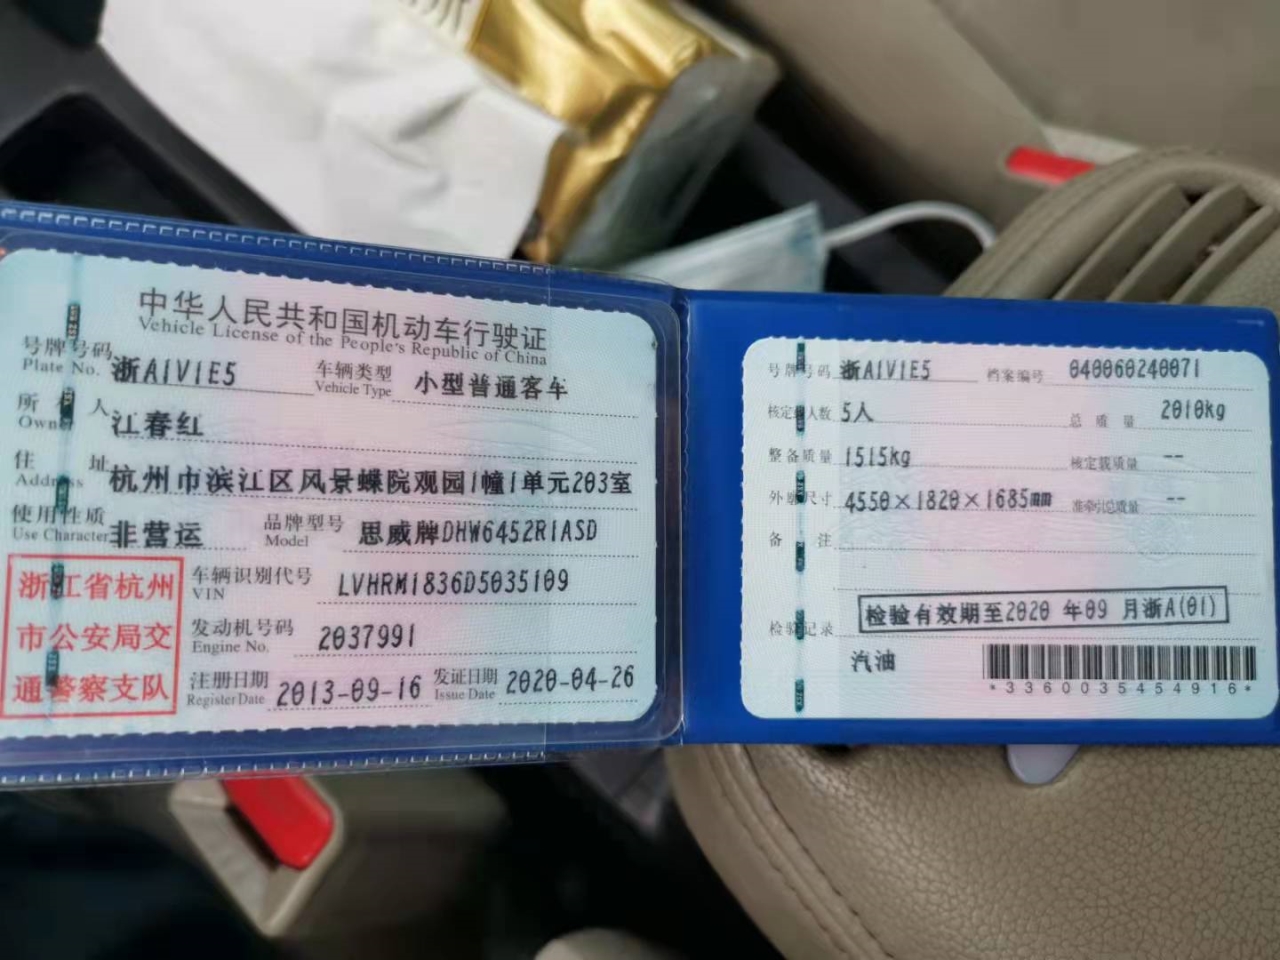 中华人民共和国机动车行驶证
Vehicle License of the People's Republic of China
号牌号码 浙A1V1E5 车辆类型 小型普通客车
Plate No. Vehicle Type
所 人 江春红
Own
住 址 杭州市滨江区风景蝶院观园1幢1单元203室
Address
使用性质 非营运 品牌型号 思威牌DHW6452R1ASD
Use Character Model
浙江省杭州
市公安局交
通警察支队
车辆识别代号 LVHRM1836D5035109
VIN
发动机号码 2037991
Engine No.
注册日期 2013-09-16 发证日期 2020-04-26
Register Date Issue Date
号牌号码 浙A1V1E5 档案编号 840060240071
核定载人数 5人 总质量 2010kg
整备质量 1515kg 核定载质量 --
外廓尺寸 4550×1820×1685mm 准牵引总质量 --
备 注
检验有效期至2020 年09 月浙A(01)
检验记录
汽油
*3360035454916*